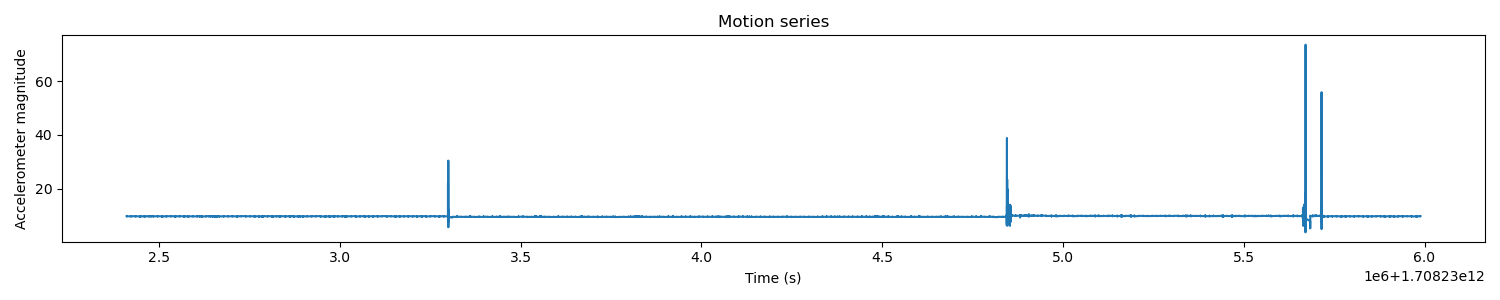 Motion series
Accelerometer magnitude
60
40
20
2.5 3.0 3.5 4.0 4.5 5.0 5.5 6.0
Time (s)
1e6+1.70823e12